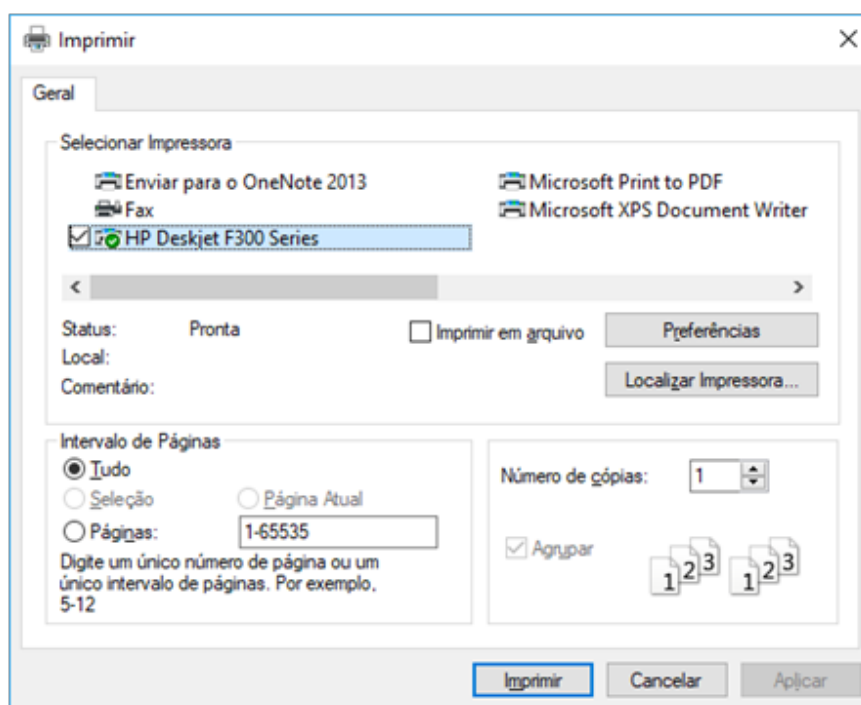 Imprimir
Geral
Selecionar Impressora
Enviar para o OneNote 2013
Microsoft Print to PDF
Fax
Microsoft XPS Document Writer
HP Deskjet F300 Series
Status: Pronta
Imprimir em arquivo
Preferências
Local:
Localizar Impressora...
Comentário:
Intervalo de Páginas
Tudo
Seleção
Página Atual
Páginas: 1-65535
Digite um único número de página ou um
único intervalo de páginas. Por exemplo,
5-12
Número de cópias: 1
Agrupar
1 2 3 1 2 3
Imprimir
Cancelar
Aplicar